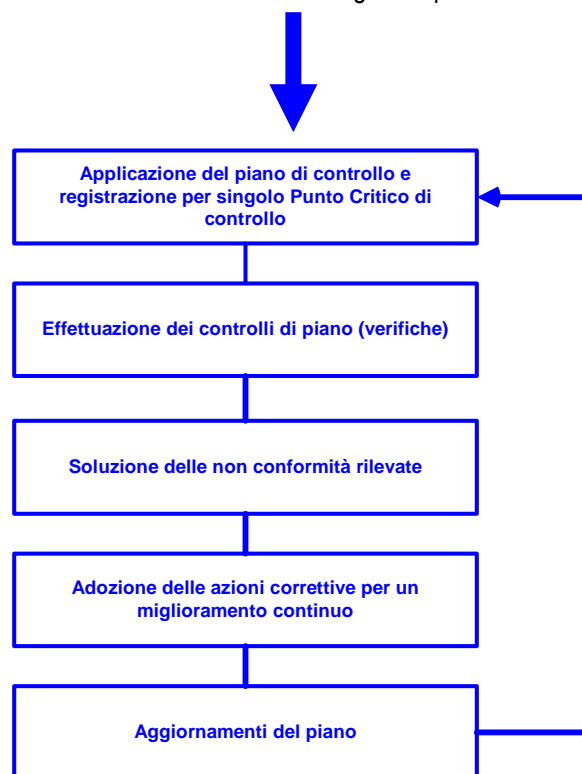 Applicazione del piano di controllo e
registrazione per singolo Punto Critico di
controllo
Effettuazione dei controlli di piano (verifiche)
Soluzione delle non conformità rilevate
Adozione delle azioni correttive per un
miglioramento continuo
Aggiornamenti del piano